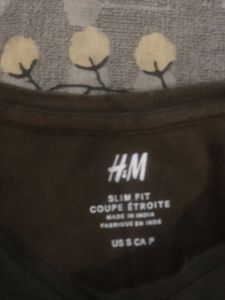 H&M
SLIM FIT
COUPE ÉTROITE
MADE IN INDIA
FABRIQUÉ EN INDE
US S CA P